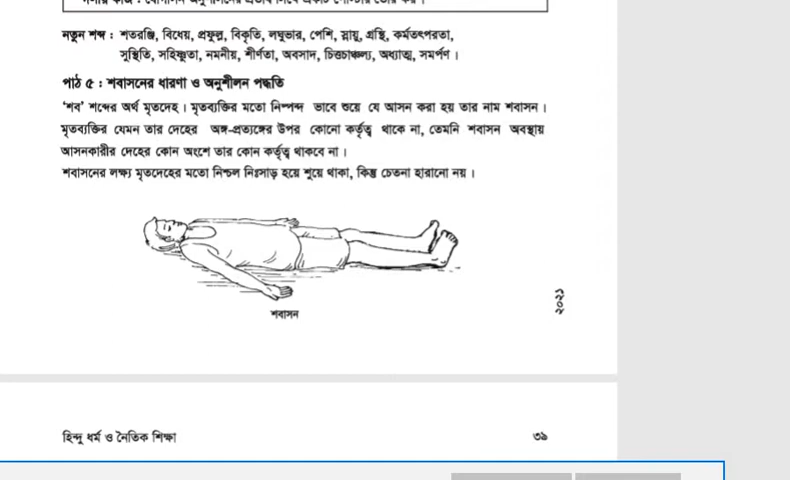 নতুন শব্দ : শতরঞ্জি, বিধেয়, প্রফুল্ল, বিকৃতি, লঘুভার, পেশি, স্নায়ু, গ্রন্থি, কর্মতৎপরতা,
সুস্থিতি, সহিষ্ণুতা, নমনীয়, শীর্ণতা, অবসাদ, চিত্তচাঞ্চল্য, অধ্যাত্ম, সমর্পণ।
পাঠ ৫ : শবাসনের ধারণা ও অনুশীলন পদ্ধতি
‘শব’ শব্দের অর্থ মৃতদেহ। মৃতব্যক্তির মতো নিষ্পন্দ ভাবে শুয়ে যে আসন করা হয় তার নাম শবাসন।
মৃতব্যক্তির যেমন তার দেহের অঙ্গ-প্রত্যঙ্গের উপর কোনো কর্তৃত্ব থাকে না, তেমনি শবাসন অবস্থায়
আসনকারীর দেহের কোন অংশে তার কোন কর্তৃত্ব থাকবে না।
শবাসনের লক্ষ্য মৃতদেহের মতো নিশ্চল নিঃসাড় হয়ে শুয়ে থাকা, কিন্তু চেতনা হারানো নয়।
শবাসন
হিন্দু ধর্ম ও নৈতিক শিক্ষা
৩৯